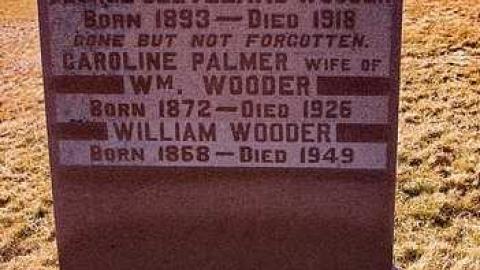 WOODER
BORN 1893 – DIED 1918
GONE BUT NOT FORGOTTEN.
CAROLINE PALMER WIFE OF
WM. WOODER
BORN 1872 – DIED 1926
WILLIAM WOODER
BORN 1868 – DIED 1949